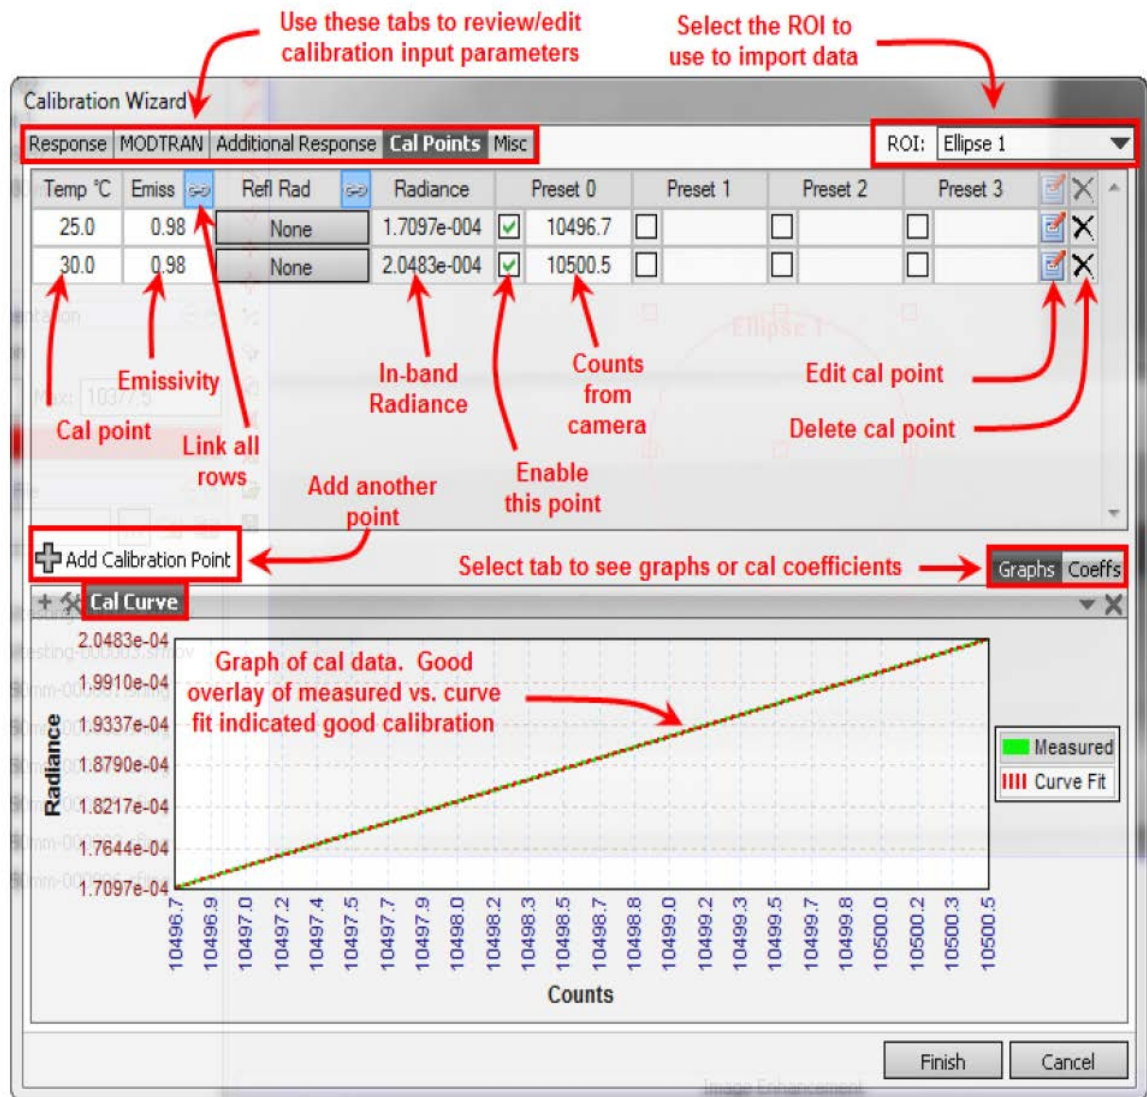 Use these tabs to review/edit
calibration input parameters
Select the ROI to
use to import data
Calibration Wizard
Response MODTRAN Additional Response Cal Points Misc
ROI: Ellipse 1
Temp °C Emiss Refl Rad Radiance Preset 0 Preset 1 Preset 2 Preset 3
25.0 0.98 None 1.7097e-004 10496.7
30.0 0.98 None 2.0483e-004 10500.5
Ellipse 1
Max: 10377.5
Cal point
Emissivity
Link all
rows
In-band
Radiance
Enable
this point
Counts
from
camera
Edit cal point
Delete cal point
Add another
point
Add Calibration Point
Select tab to see graphs or cal coefficients
Graphs Coeffs
Cal Curve
Graph of cal data. Good
overlay of measured vs. curve
fit indicated good calibration
Radiance
2.0483e-04
1.9910e-04
1.9337e-04
1.8790e-04
1.8217e-04
1.7644e-04
1.7097e-04
Measured
Curve Fit
10496.7 10496.9 10497.0 10497.2 10497.4 10497.5 10497.7 10497.9 10498.0 10498.2 10498.3 10498.5 10498.7 10498.8 10499.0 10499.2 10499.3 10499.5 10499.7 10499.8 10500.0 10500.2 10500.3 10500.5
Counts
Finish Cancel
Image Enhancement